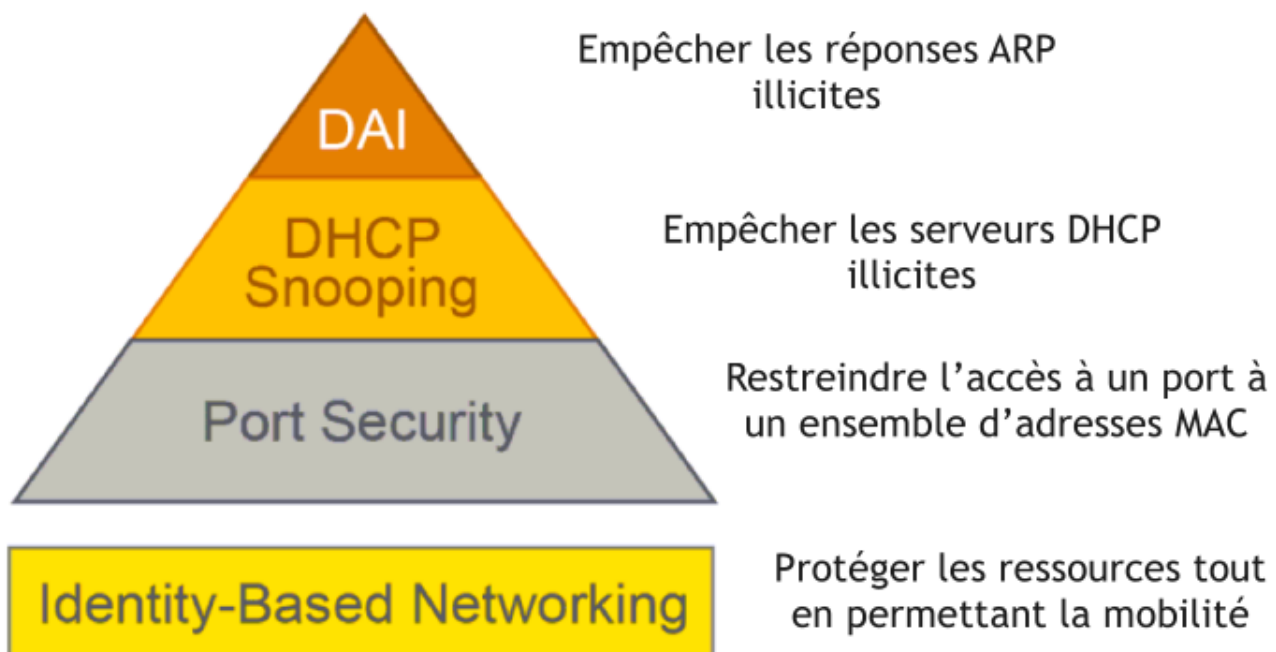 Empêcher les réponses ARP
illicites
DAI
DHCP
Snooping
Empêcher les serveurs DHCP
illicites
Port Security
Restreindre l’accès à un port à
un ensemble d’adresses MAC
Identity-Based Networking
Protéger les ressources tout
en permettant la mobilité